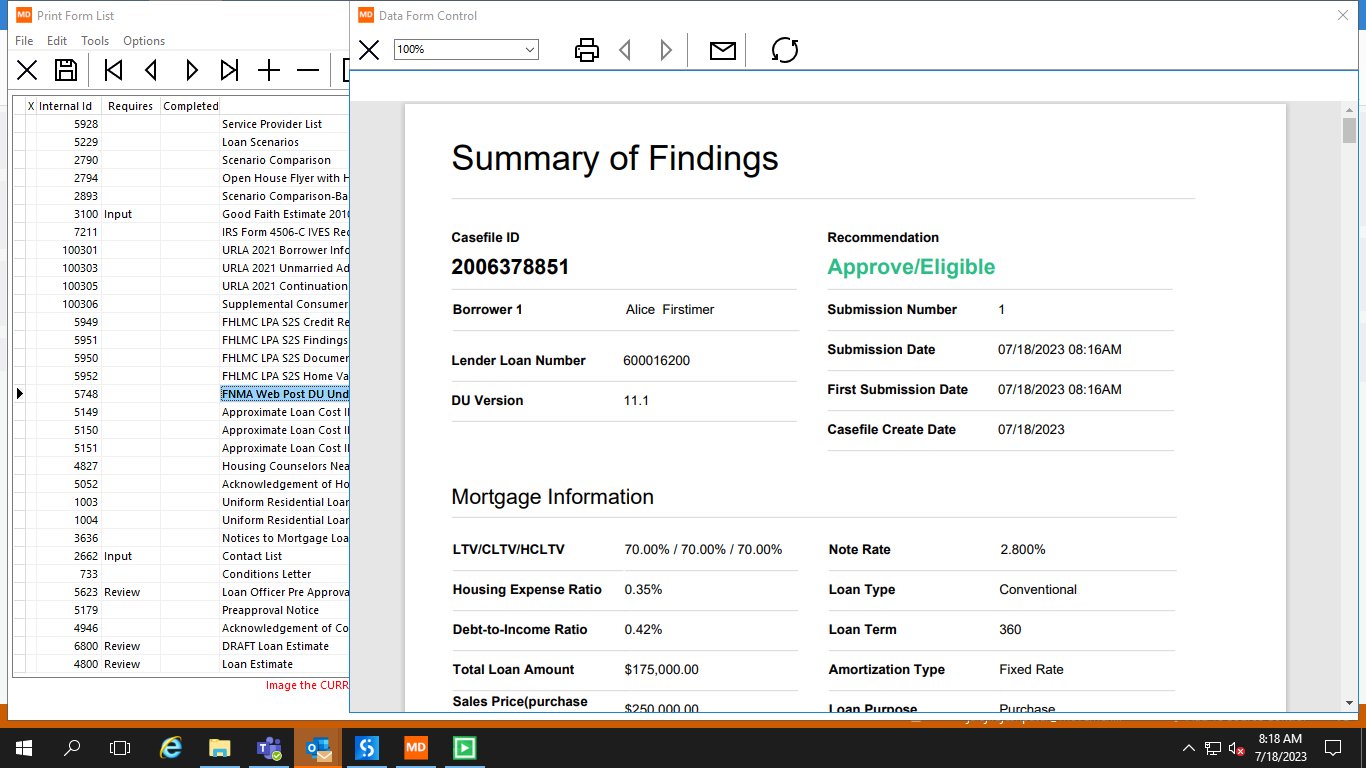 MD Print Form List
File Edit Tools Options
X Internal Id Requires Completed
5928 Service Provider List
5229 Loan Scenarios
2790 Scenario Comparison
2794 Open House Flyer with H
2893 Scenario Comparison-Ba
3100 Input Good Faith Estimate 2010
7211 IRS Form 4506-C IVES Rec
100301 URLA 2021 Borrower Info
100303 URLA 2021 Unmarried Ad
100305 URLA 2021 Continuation
100306 Supplemental Consumer
5949 FHLMC LPA S2S Credit Re
5951 FHLMC LPA S2S Findings
5950 FHLMC LPA S2S Documen
5952 FHLMC LPA S2S Home Va
5748 FNMA Web Post DU Und
5149 Approximate Loan Cost Il
5150 Approximate Loan Cost Il
5151 Approximate Loan Cost Il
4827 Housing Counselors Nea
5052 Acknowledgement of Ho
1003 Uniform Residential Loan
1004 Uniform Residential Loan
3636 Notices to Mortgage Loa
2662 Input Contact List
733 Conditions Letter
5623 Review Loan Officer Pre Approva
5179 Preapproval Notice
4946 Acknowledgement of Co
6800 Review DRAFT Loan Estimate
4800 Review Loan Estimate
Image the CURR
MD Data Form Control
100%
Summary of Findings
Casefile ID
2006378851
Borrower 1 Alice Firstimer
Lender Loan Number 600016200
DU Version 11.1
Recommendation
Approve/Eligible
Submission Number 1
Submission Date 07/18/2023 08:16AM
First Submission Date 07/18/2023 08:16AM
Casefile Create Date 07/18/2023
Mortgage Information
LTV/CLTV/HCLTV 70.00% / 70.00% / 70.00%
Housing Expense Ratio 0.35%
Debt-to-Income Ratio 0.42%
Total Loan Amount $175,000.00
Sales Price(purchase $250,000.00
Note Rate 2.800%
Loan Type Conventional
Loan Term 360
Amortization Type Fixed Rate
Loan Purpose Purchase
MD
8:18 AM
7/18/2023